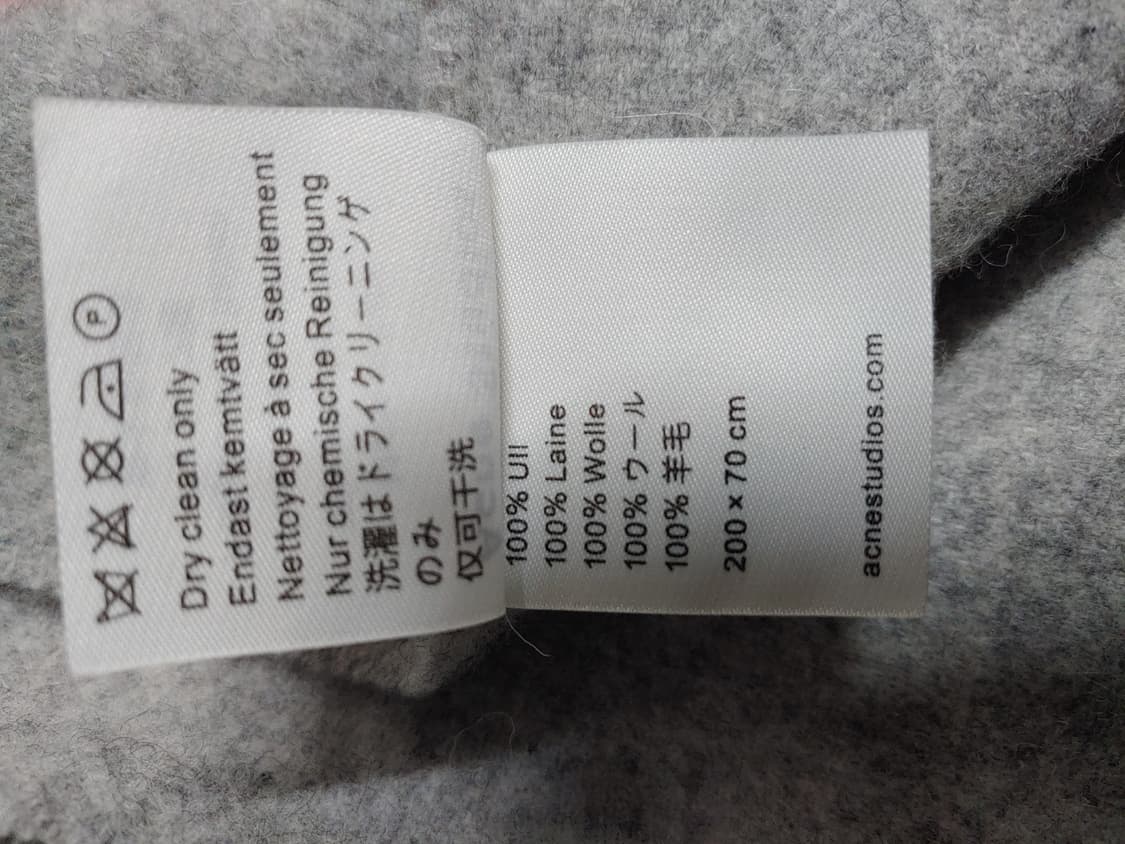 P
Dry clean only
Endast kemtvätt
Nettoyage à sec seulement
Nur chemische Reinigung
洗濯はドライクリーニング
のみ
仅可干洗
100% Ull
100% Laine
100% Wolle
100% ウール
100% 羊毛
200 x 70 cm
acnestudios.com